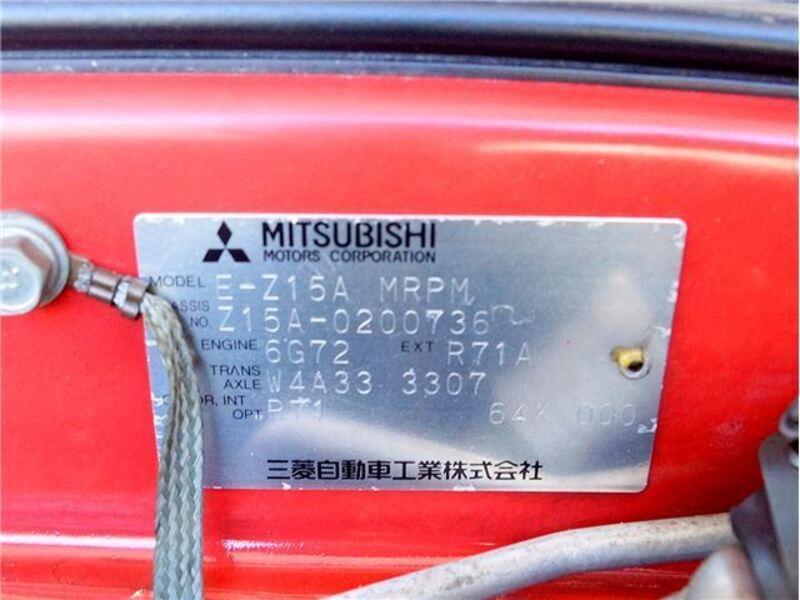 MITSUBISHI
MOTORS CORPORATION
MODEL E-Z15A MRPM
ASSIS NO. Z15A-0200736
ENGINE 6G72 EXT R71A
TRANS AXLE W4A33 3307
OR, INT OPT R71 64X 000
三菱自動車工業株式会社